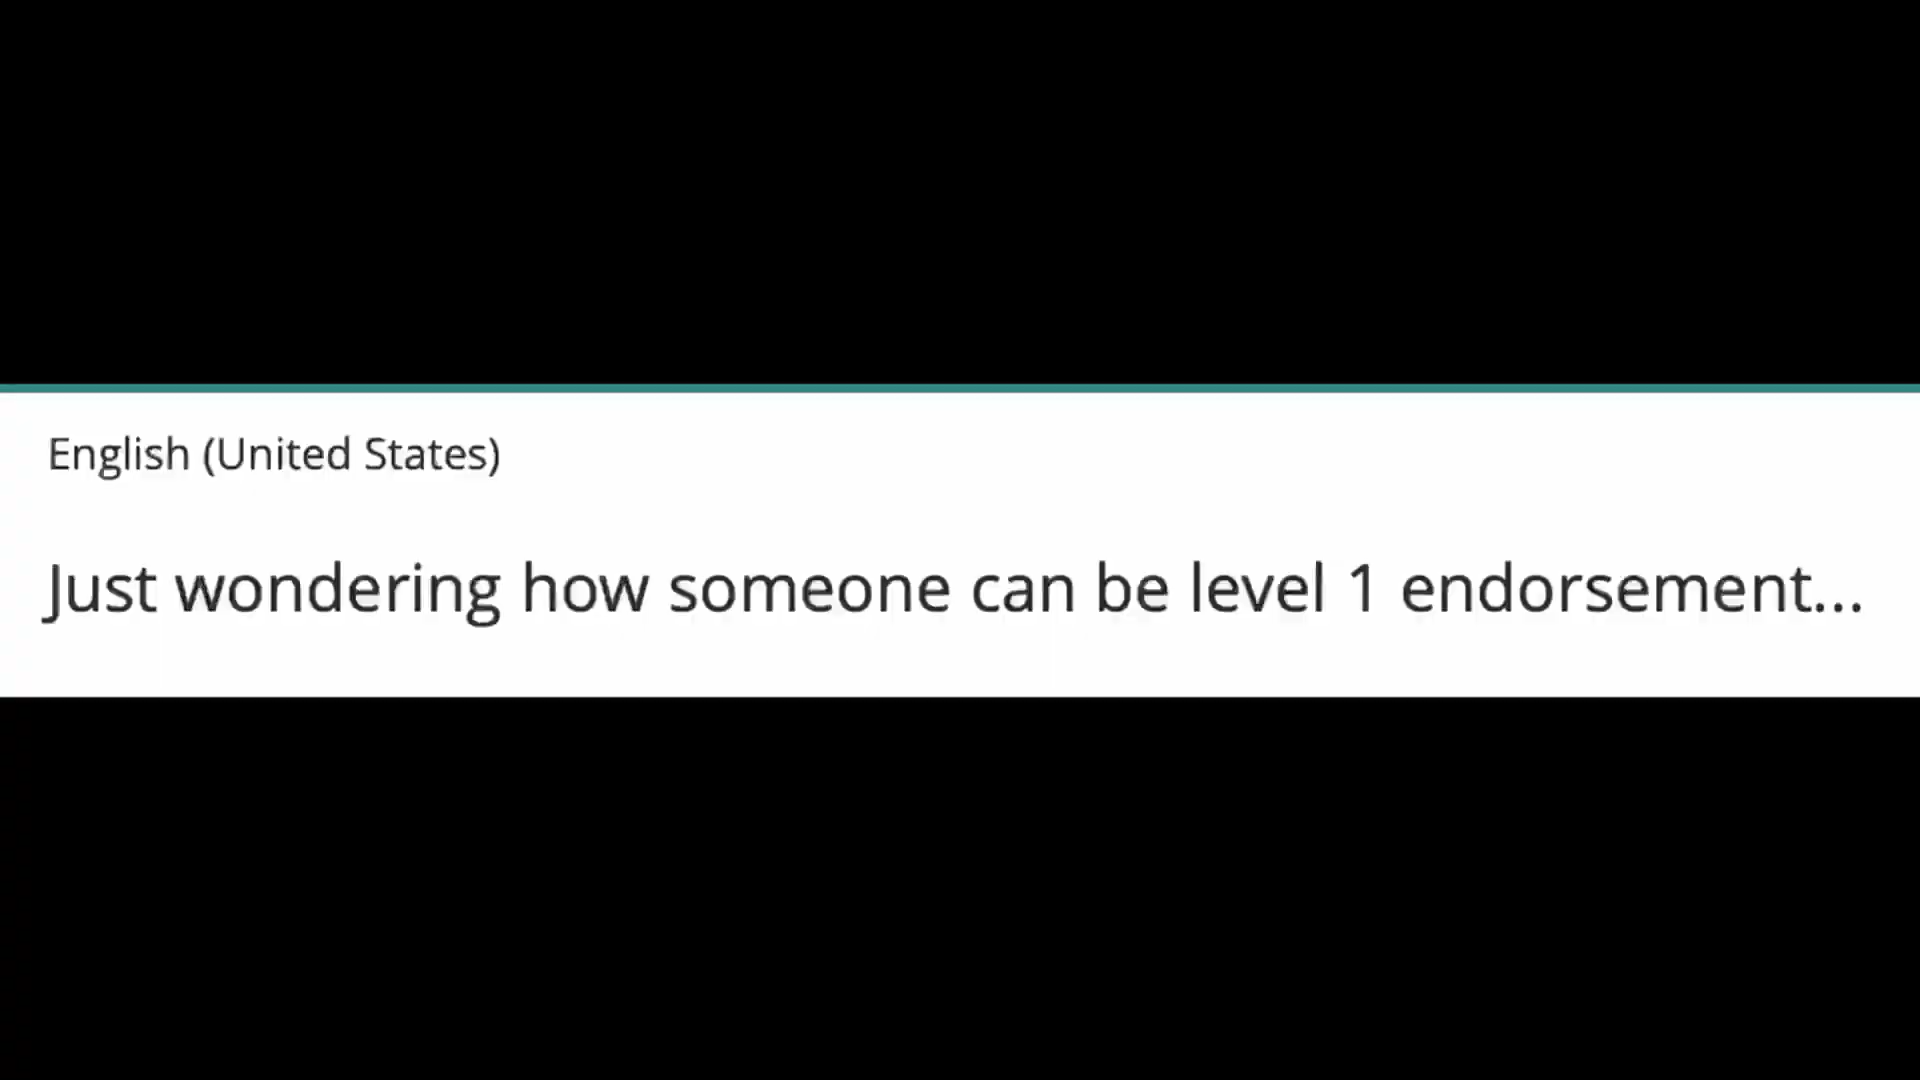 English (United States)
Just wondering how someone can be level 1 endorsement...